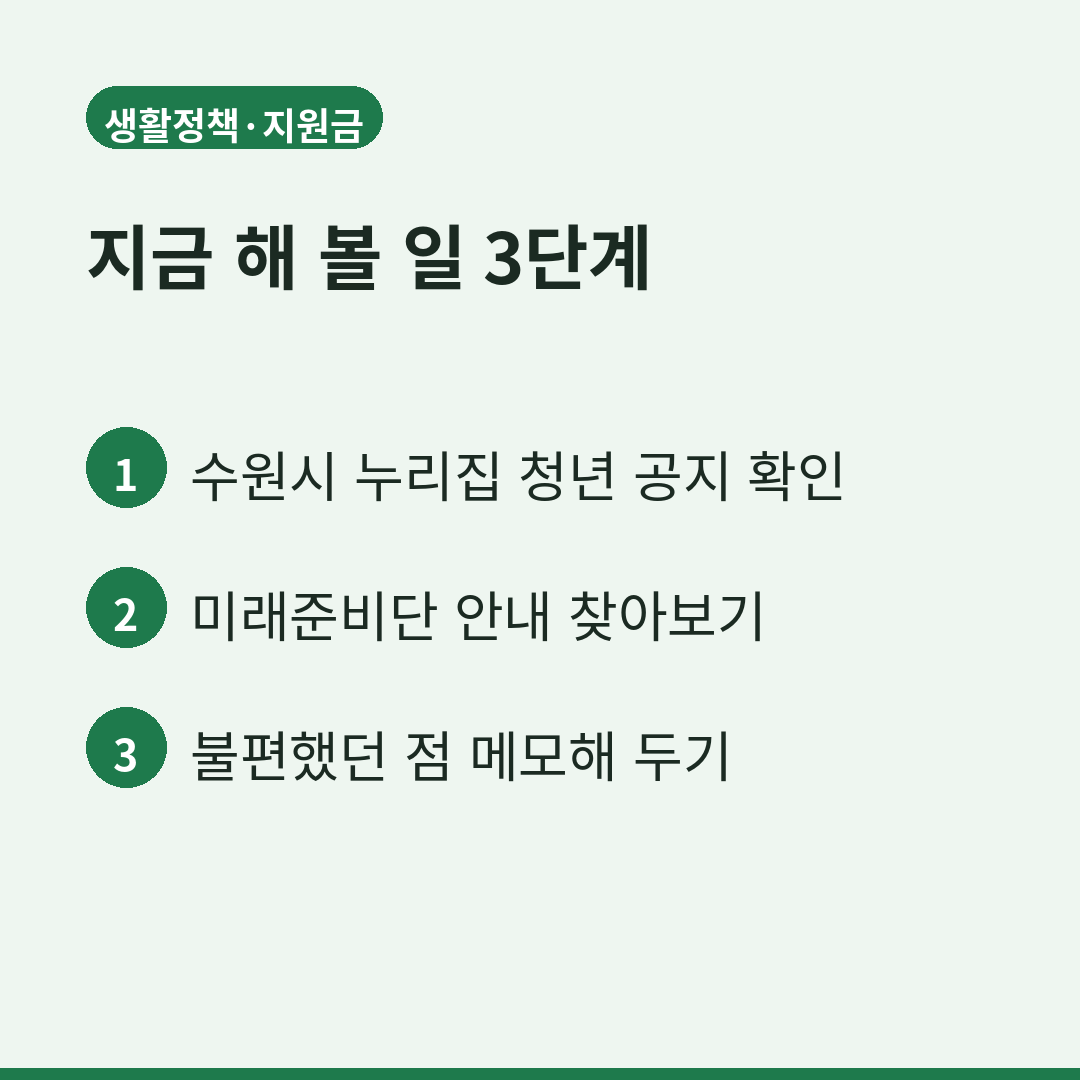 생활정책·지원금
지금 해 볼 일 3단계
1 수원시 누리집 청년 공지 확인
2 미래준비단 안내 찾아보기
3 불편했던 점 메모해 두기